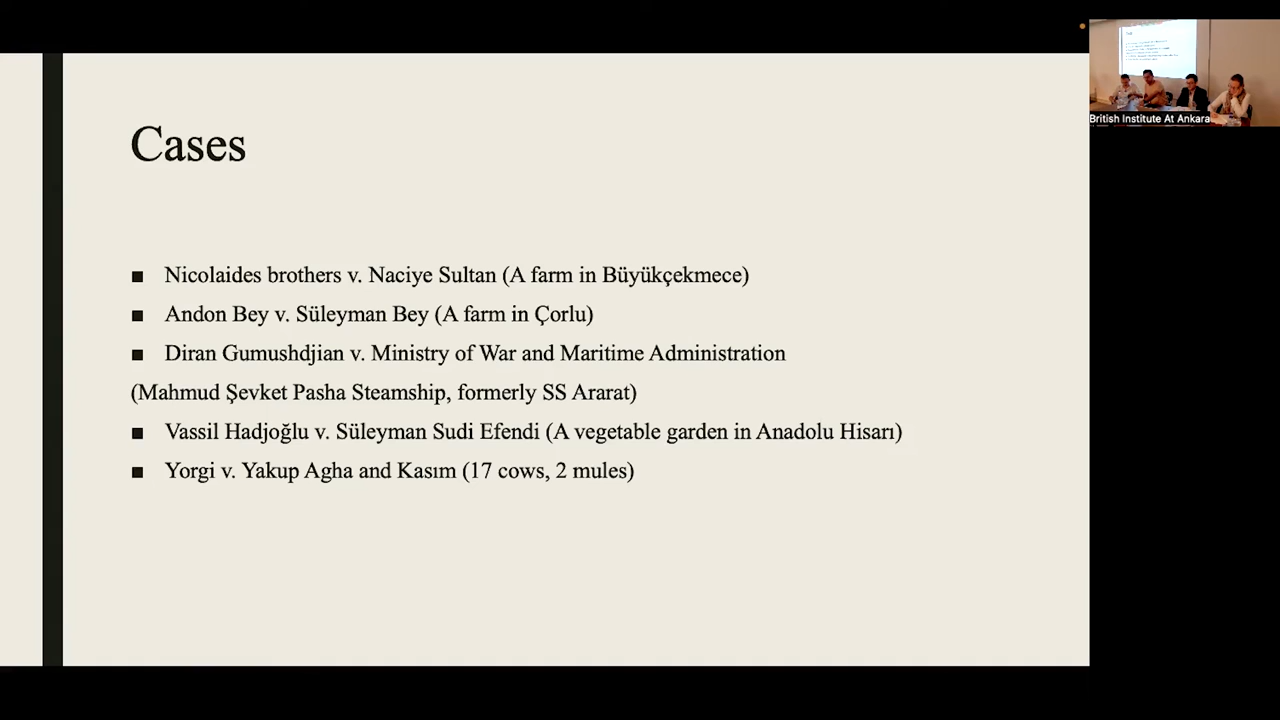 Cases
■ Nicolaides brothers v. Naciye Sultan (A farm in Büyükçekmece)
■ Andon Bey v. Süleyman Bey (A farm in Çorlu)
■ Diran Gumushdjian v. Ministry of War and Maritime Administration
(Mahmud Şevket Pasha Steamship, formerly SS Ararat)
■ Vassil Hadjoğlu v. Süleyman Sudi Efendi (A vegetable garden in Anadolu Hisarı)
■ Yorgi v. Yakup Agha and Kasım (17 cows, 2 mules)
British Institute At Ankara